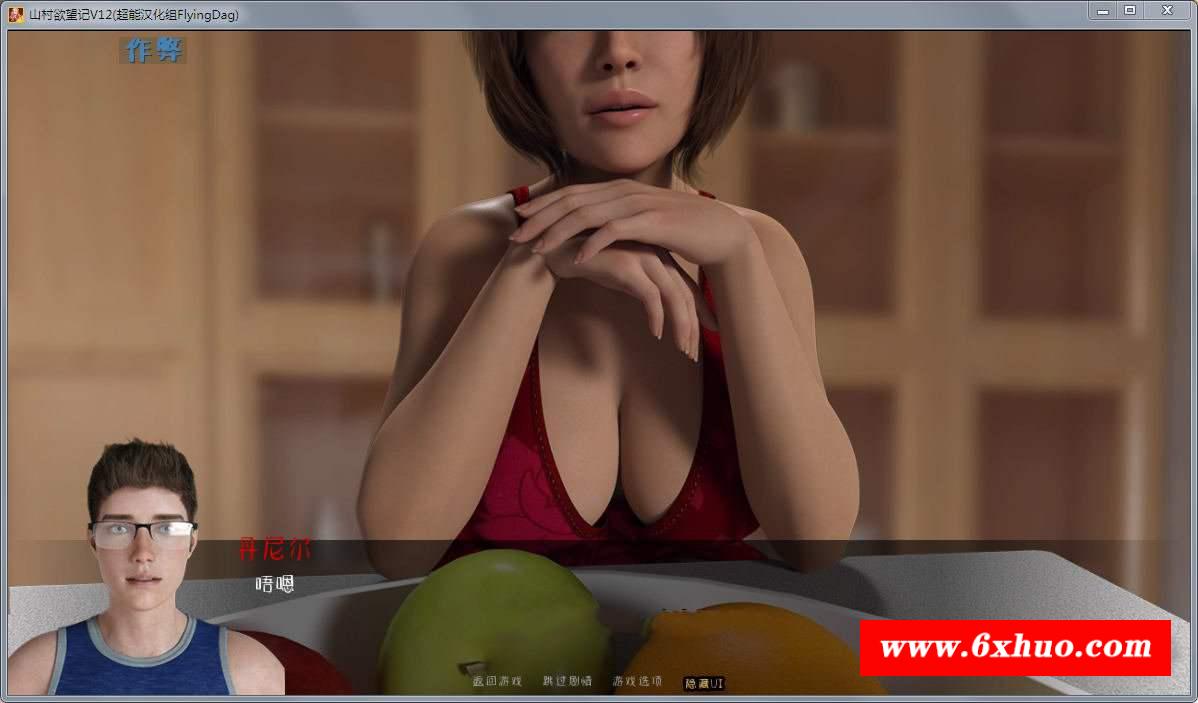 山村欲望记V12(超能汉化组FlyingDag)
作弊
丹尼尔
唔嗯
www.6xhuo.com
返回游戏 跳过剧情 游戏选项 隐藏UI